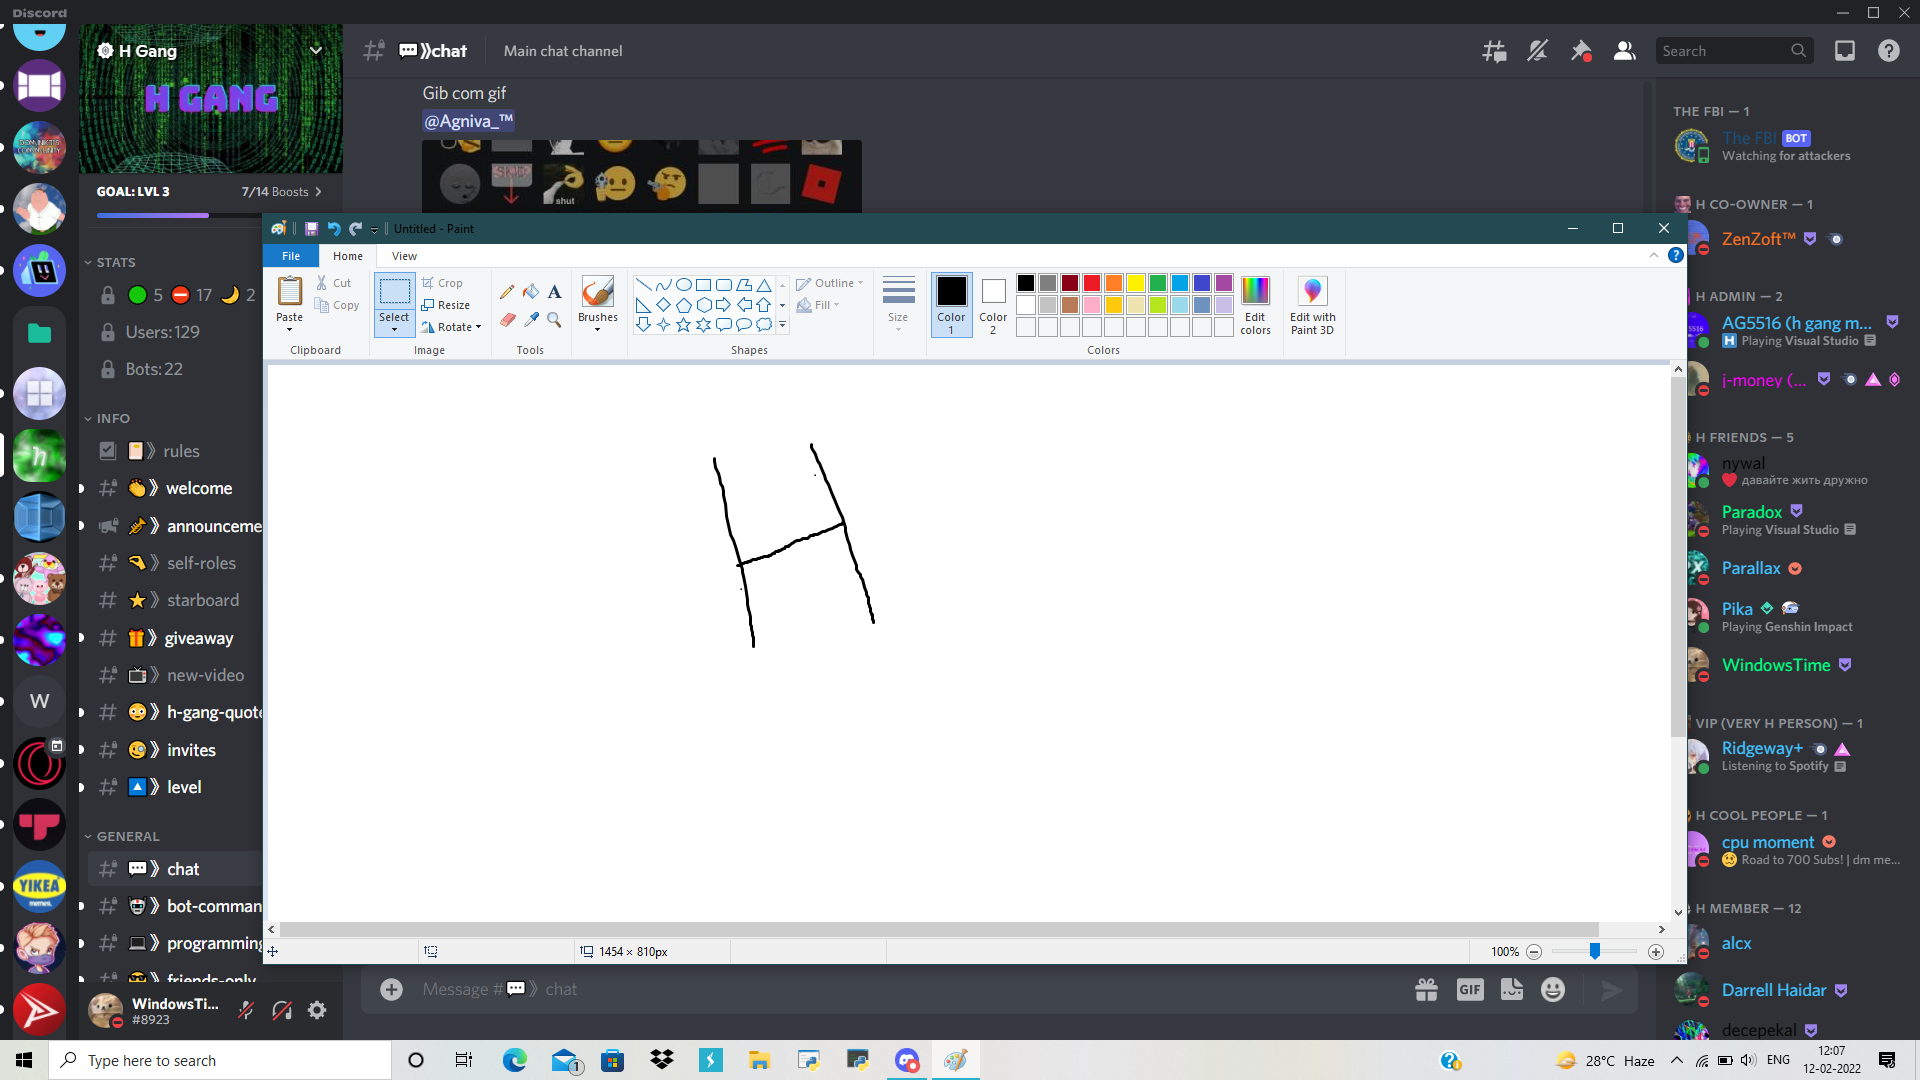 Discord
H Gang
H GANG
GOAL: LVL 3
7/14 Boosts
STATS
5 17 2
Users:129
Bots:22
INFO
rules
welcome
announceme
self-roles
starboard
giveaway
new-video
h-gang-quote
invites
level
GENERAL
chat
bot-comman
programming
friends-only
WindowsTi...
#8923
W
YIKEA
memes.
chat
Main chat channel
Search
Gib com gif
@Agniva_™
SKID
shut
Untitled - Paint
File
Home
View
Paste
Cut
Copy
Clipboard
Select
Crop
Resize
Rotate
Image
A
Tools
Brushes
Outline
Fill
Shapes
Size
Color
1
Color
2
Edit
colors
Colors
Edit with
Paint 3D
H
1454 × 810px
100%
Message # chat
GIF
THE FBI — 1
The FBI BOT
Watching for attackers
H CO-OWNER — 1
ZenZoft™
H ADMIN — 2
AG5516 (h gang m...
H Playing Visual Studio
j-money (...
H FRIENDS — 5
nywal
давайте жить дружно
Paradox
Playing Visual Studio
Parallax
Pika
Playing Genshin Impact
WindowsTime
VIP (VERY H PERSON) — 1
Ridgeway+
Listening to Spotify
H COOL PEOPLE — 1
cpu moment
Road to 700 Subs! | dm me...
H MEMBER — 12
alcx
Darrell Haidar
decepekal
Type here to search
1
28°C Haze
ENG
12:07
12-02-2022